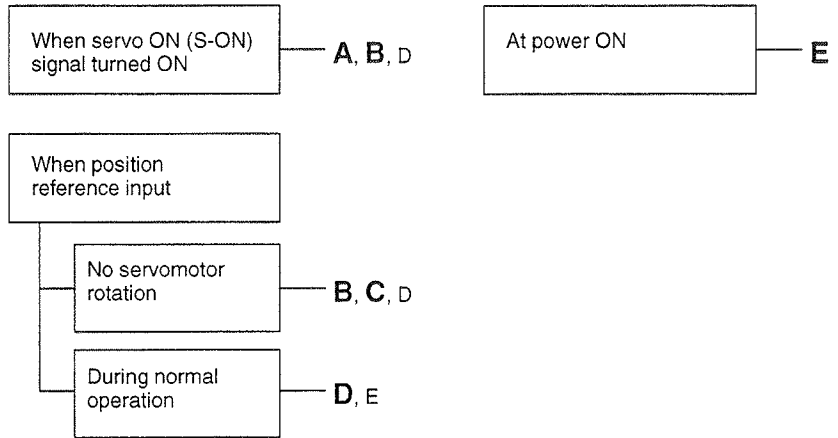 When servo ON (S-ON)
signal turned ON
A, B, D
At power ON
E
When position
reference input
No servomotor
rotation
B, C, D
During normal
operation
D, E